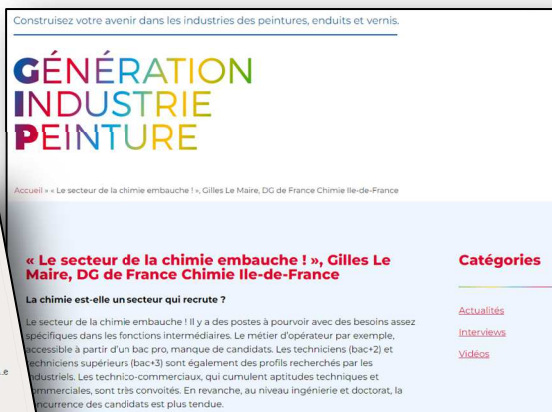 Construisez votre avenir dans les industries des peintures, enduits et vernis.
GÉNÉRATION
INDUSTRIE
PEINTURE
Accueil » « Le secteur de la chimie embauche ! », Gilles Le Maire, DG de France Chimie Ile-de-France
« Le secteur de la chimie embauche ! », Gilles Le
Maire, DG de France Chimie Ile-de-France
La chimie est-elle un secteur qui recrute ?
Le secteur de la chimie embauche ! Il y a des postes à pourvoir avec des besoins assez
spécifiques dans les fonctions intermédiaires. Le métier d'opérateur par exemple,
accessible à partir d'un bac pro, manque de candidats. Les techniciens (bac+2) et
techniciens supérieurs (bac+3) sont également des profils recherchés par les
industriels. Les technico-commerciaux, qui cumulent aptitudes techniques et
commerciales, sont très convoités. En revanche, au niveau ingénierie et doctorat, la
concurrence des candidats est plus tendue.
Catégories
Actualités
Interviews
Vidéos